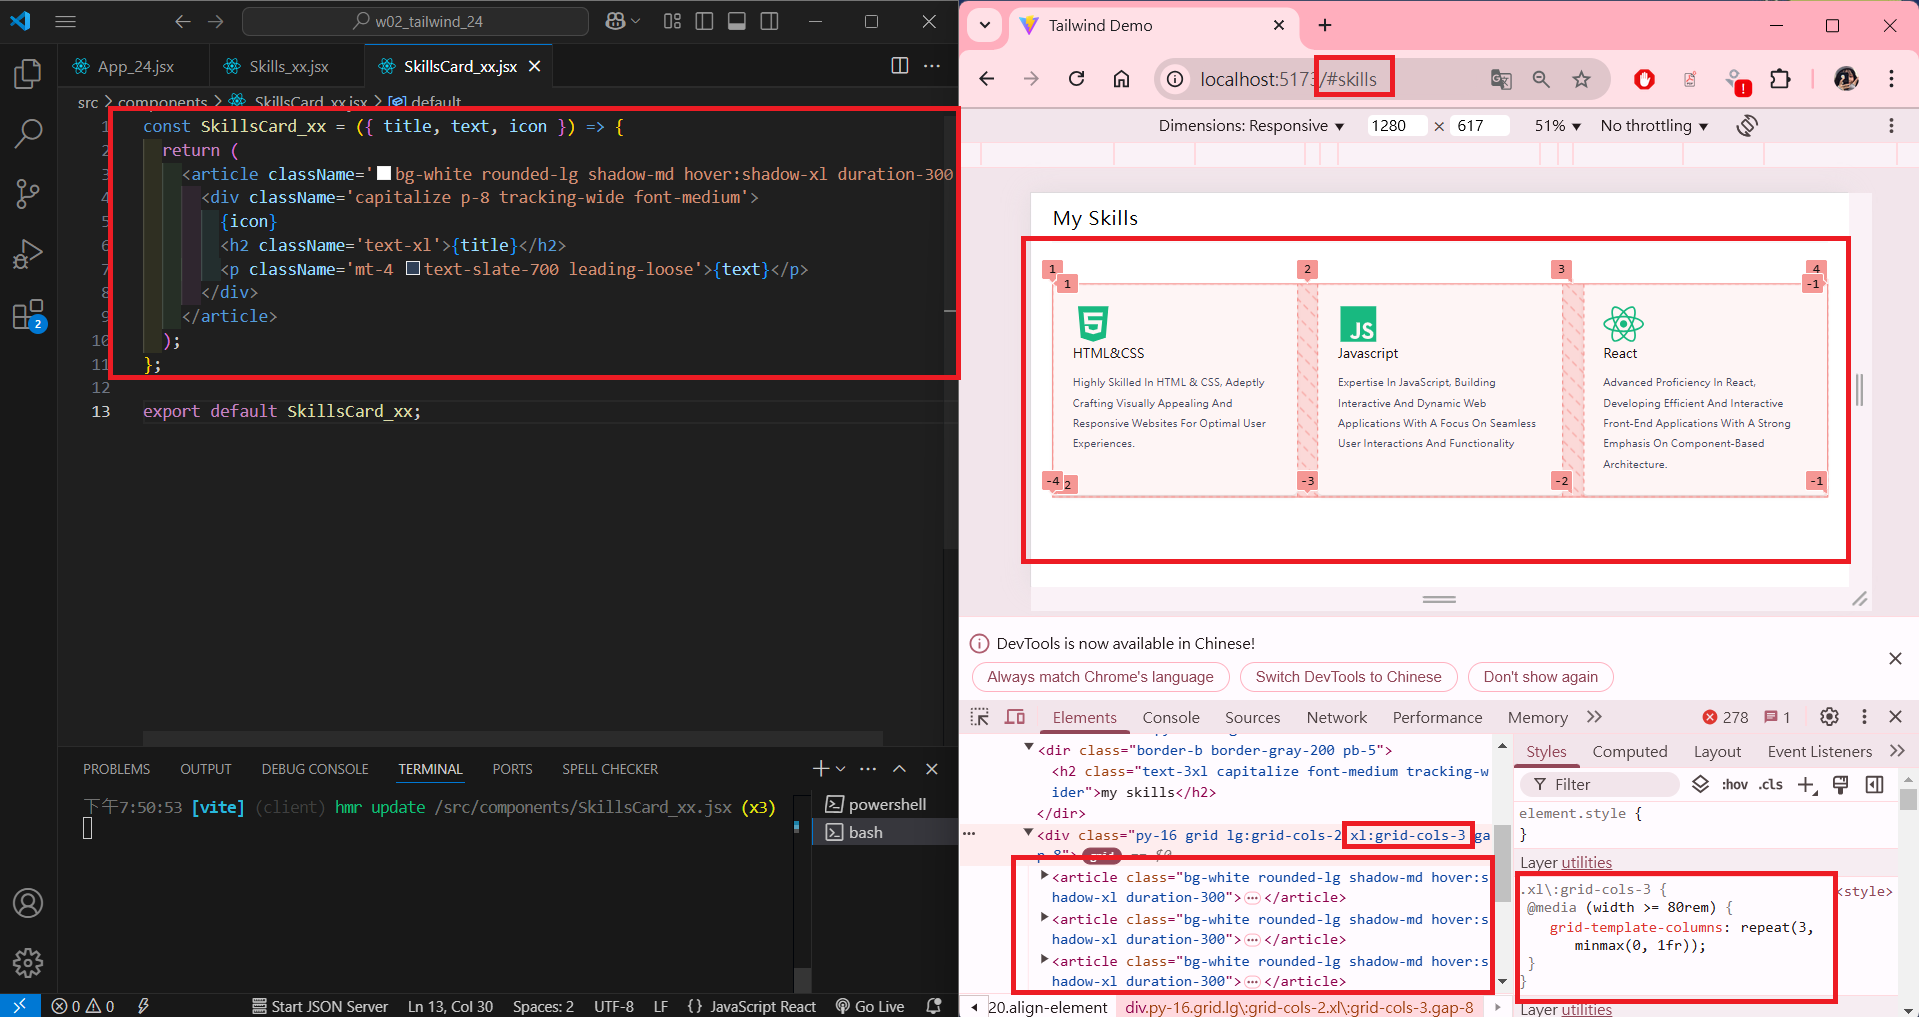 w02_tailwind_24
App_24.jsx
Skills_xx.jsx
SkillsCard_xx.jsx
src > components > SkillsCard_xx.jsx > default
1 const SkillsCard_xx = ({ title, text, icon }) => {
2 return (
3 <article className='bg-white rounded-lg shadow-md hover:shadow-xl duration-300
4 <div className='capitalize p-8 tracking-wide font-medium'>
5 {icon}
6 <h2 className='text-xl'>{title}</h2>
7 <p className='mt-4 text-slate-700 leading-loose'>{text}</p>
8 </div>
9 </article>
10 );
11 };
12
13 export default SkillsCard_xx;
2
PROBLEMS OUTPUT DEBUG CONSOLE TERMINAL PORTS SPELL CHECKER
下午7:50:53 [vite] (client) hmr update /src/components/SkillsCard_xx.jsx (x3)
powershell
bash
0 0 Start JSON Server Ln 13, Col 30 Spaces: 2 UTF-8 LF {} JavaScript React Go Live
Tailwind Demo
localhost:5173/#skills
Dimensions: Responsive 1280 × 617 51% No throttling
My Skills
1 2 3 4
1 -1
HTML&CSS
Highly Skilled In HTML & CSS, Adeptly
Crafting Visually Appealing And
Responsive Websites For Optimal User
Experiences.
JS
Javascript
Expertise In JavaScript, Building
Interactive And Dynamic Web
Applications With A Focus On Seamless
User Interactions And Functionality
React
Advanced Proficiency In React,
Developing Efficient And Interactive
Front-End Applications With A Strong
Emphasis On Component-Based
Architecture.
-4 2 -3 -2 -1
DevTools is now available in Chinese!
Always match Chrome's language
Switch DevTools to Chinese
Don't show again
Elements Console Sources Network Performance Memory 278 1
<dir class="border-b border-gray-200 pb-5">
<h2 class="text-3xl capitalize font-medium tracking-w
ider">my skills</h2>
</dir>
<div class="py-16 grid lg:grid-cols-2 xl:grid-cols-3 ga
p-8"> grid == $0
<article class="bg-white rounded-lg shadow-md hover:s
hadow-xl duration-300"> ⋯ </article>
<article class="bg-white rounded-lg shadow-md hover:s
hadow-xl duration-300"> ⋯ </article>
<article class="bg-white rounded-lg shadow-md hover:s
hadow-xl duration-300"> ⋯ </article>
20.align-element div.py-16.grid.lg\:grid-cols-2.xl\:grid-cols-3.gap-8
Styles Computed Layout Event Listeners
Filter :hov .cls
element.style {
}
Layer utilities
.xl\:grid-cols-3 { <style>
@media (width >= 80rem) {
grid-template-columns: repeat(3,
minmax(0, 1fr));
}
}
Layer utilities